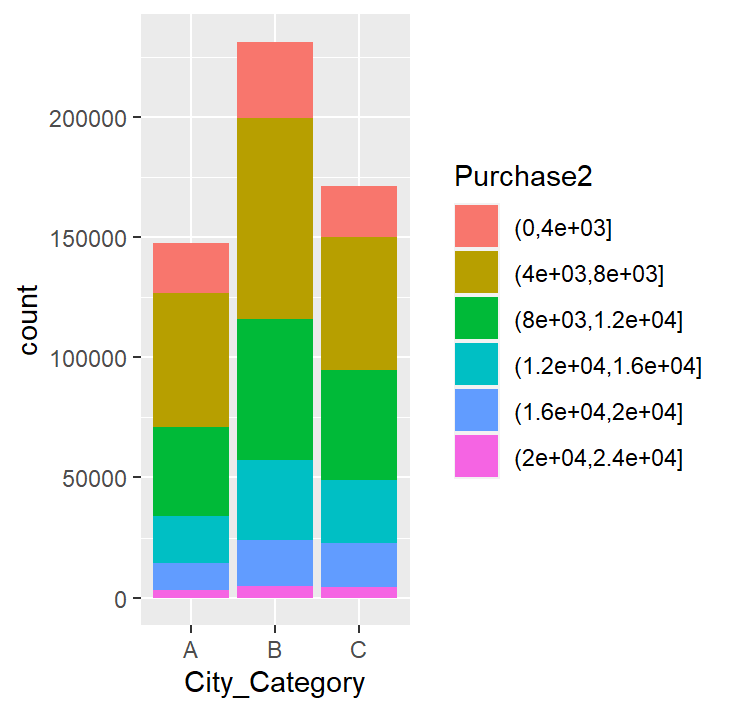 200000
150000
100000
50000
0
count
A B C
City_Category
Purchase2
(0,4e+03]
(4e+03,8e+03]
(8e+03,1.2e+04]
(1.2e+04,1.6e+04]
(1.6e+04,2e+04]
(2e+04,2.4e+04]